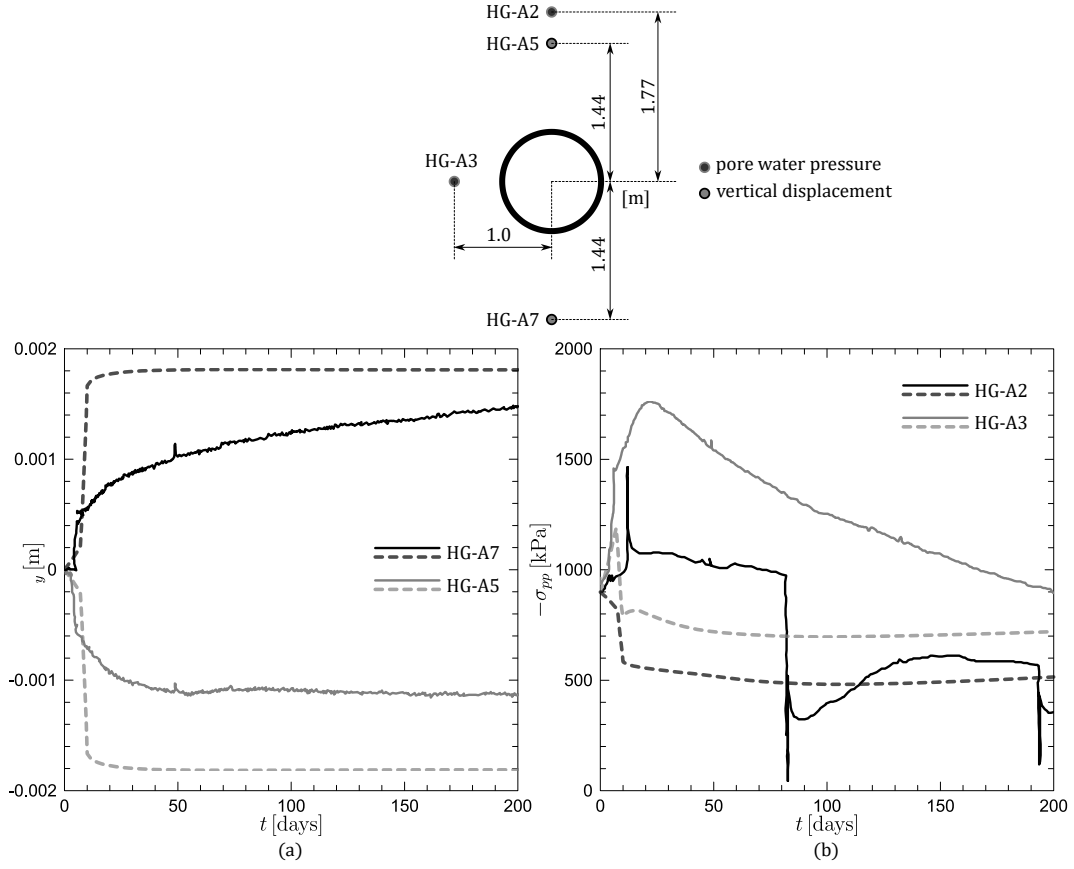 HG-A2
HG-A5
1.77
1.44
HG-A3
pore water pressure
[m]
vertical displacement
1.0
1.44
HG-A7
0.002
0.001
0
-0.001
-0.002
y [m]
HG-A7
HG-A5
0
50
100
150
200
t [days]
(a)
2000
1500
1000
500
0
−σpp [kPa]
HG-A2
HG-A3
0
50
100
150
200
t [days]
(b)